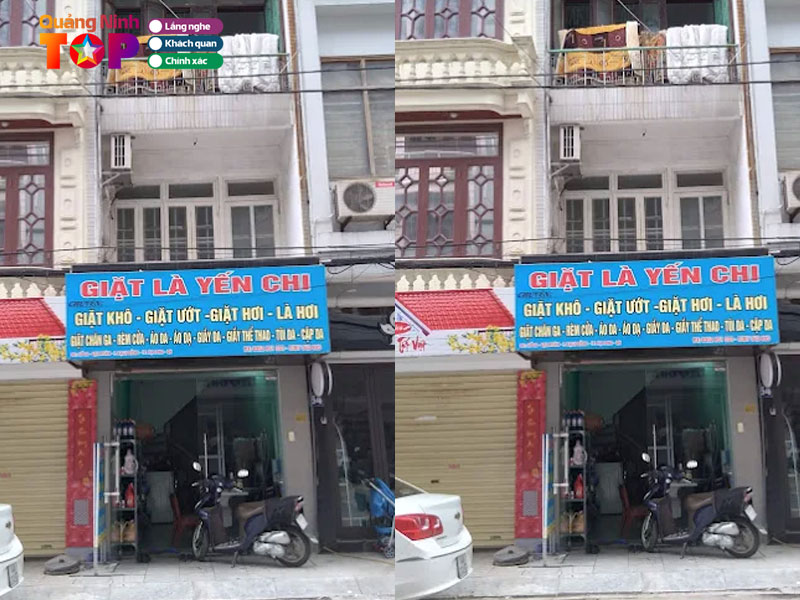 Quảng Ninh
TOP
Lắng nghe
Khách quan
Chính xác
GIẶT LÀ YẾN CHI
GIẶT KHÔ - GIẶT ƯỚT -GIẶT HƠI - LÀ HƠI
GIẶT CHĂN GA - RÈM CỬA - ÁO DA - ÁO DẠ - GIẦY DA - GIẦY THỂ THAO - TÚI DA - CẶP DA
GIẶT LÀ YẾN CHI
GIẶT KHÔ - GIẶT ƯỚT -GIẶT HƠI - LÀ HƠI
GIẶT CHĂN GA - RÈM CỬA - ÁO DA - ÁO DẠ - GIẦY DA - GIẦY THỂ THAO - TÚI DA - CẶP DA